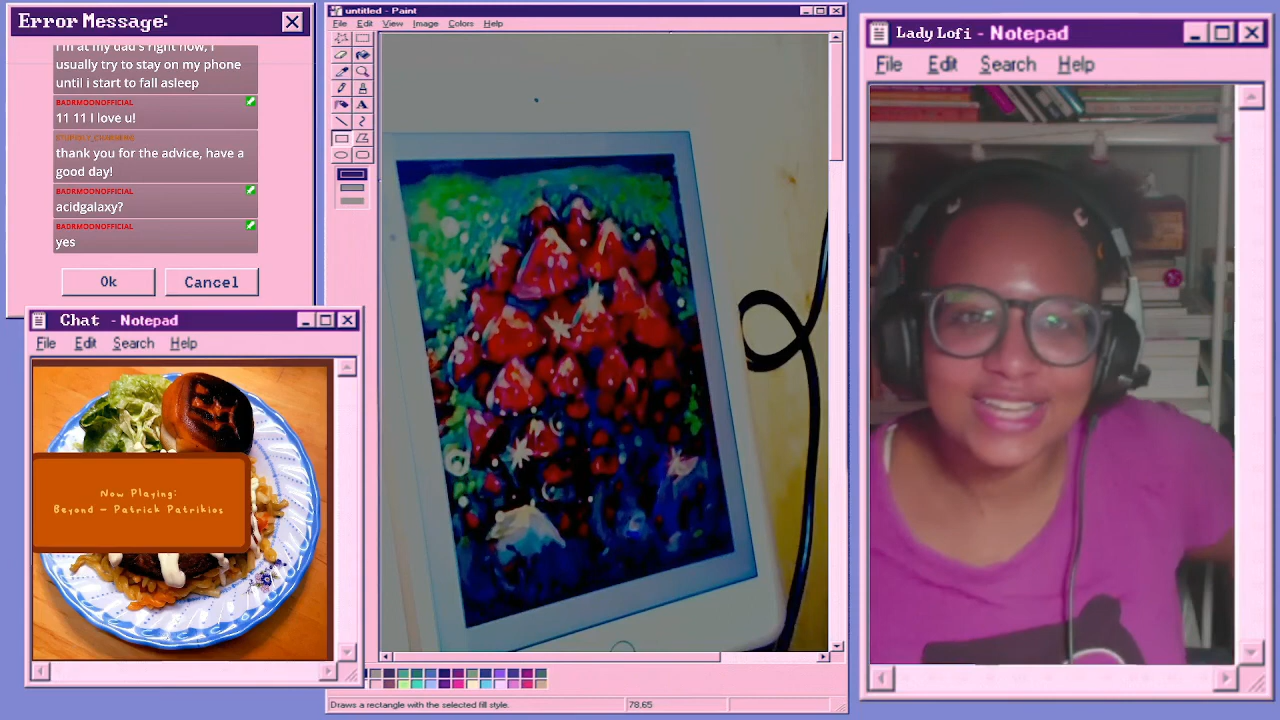 Error Message:
I'm at my dad's right now, I
usually try to stay on my phone
until i start to fall asleep
BADRMOONOFFICIAL
11 11 I love u!
thank you for the advice, have a
good day!
BADRMOONOFFICIAL
acidgalaxy?
BADRMOONOFFICIAL
yes
Ok Cancel
Chat - Notepad
File Edit Search Help
Now Playing:
Beyond - Patrick Patrikios
untitled - Paint
File Edit View Image Colors Help
A
Draws a rectangle with the selected fill style. 78,65
Lady Lofi - Notepad
File Edit Search Help